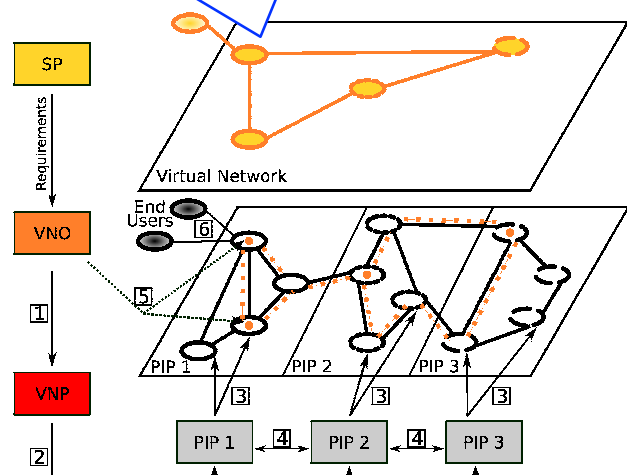 SP
Requirements
Virtual Network
End
Users
6
VNO
5
1
PIP 1
PIP 2
PIP 3
VNP
3
3
3
2
PIP 1
4
PIP 2
4
PIP 3